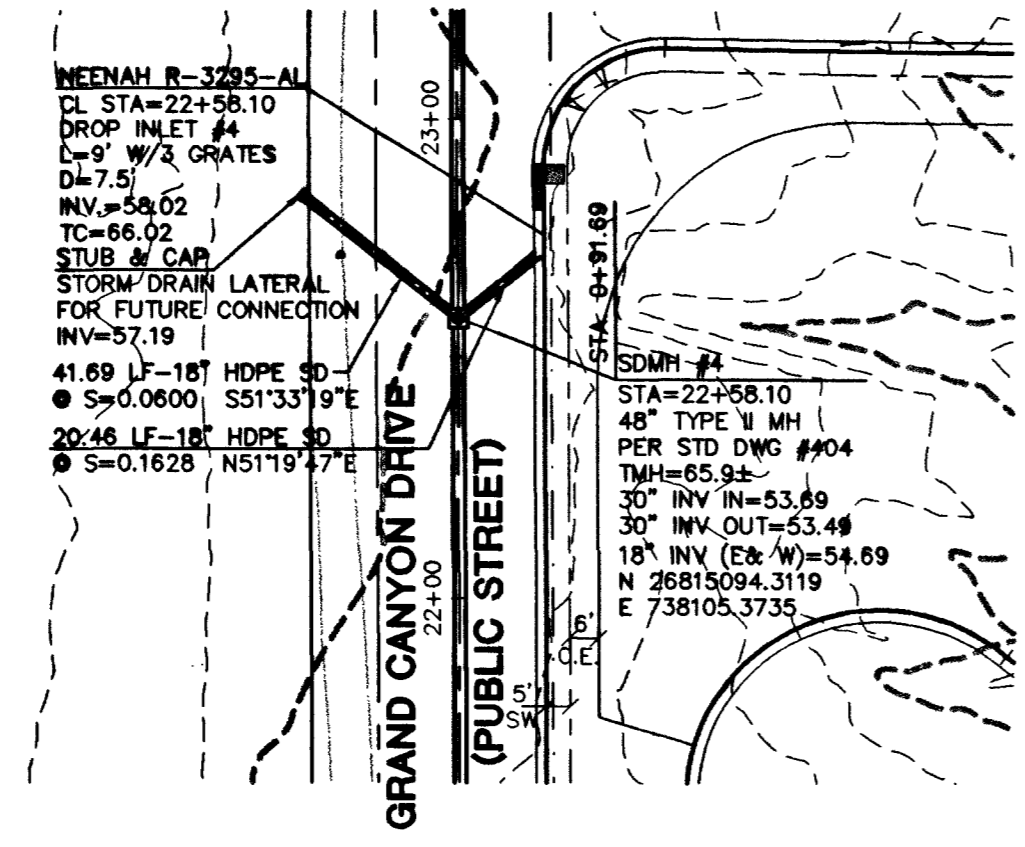 NEENAH R-3295-AL
CL STA=22+58.10
DROP INLET #4
L=9' W/3 GRATES
D=7.5'
INV.=58.02
TC=66.02
STUB & CAP
STORM DRAIN LATERAL
FOR FUTURE CONNECTION
INV=57.19
41.69 LF-18" HDPE SD
@ S=0.0600 S51°33'19"E
20.46 LF-18" HDPE SD
@ S=0.1628 N51°19'47"E
23+00
22+00
GRAND CANYON DRIVE
(PUBLIC STREET)
STA 0+91.69
SDMH #4
STA=22+58.10
48" TYPE II MH
PER STD DWG #404
TMH=65.9±
30" INV IN=53.69
30" INV OUT=53.49
18" INV (E& W)=54.69
N 26815094.3119
E 738105.3735
6'
C.E.
5'
SW